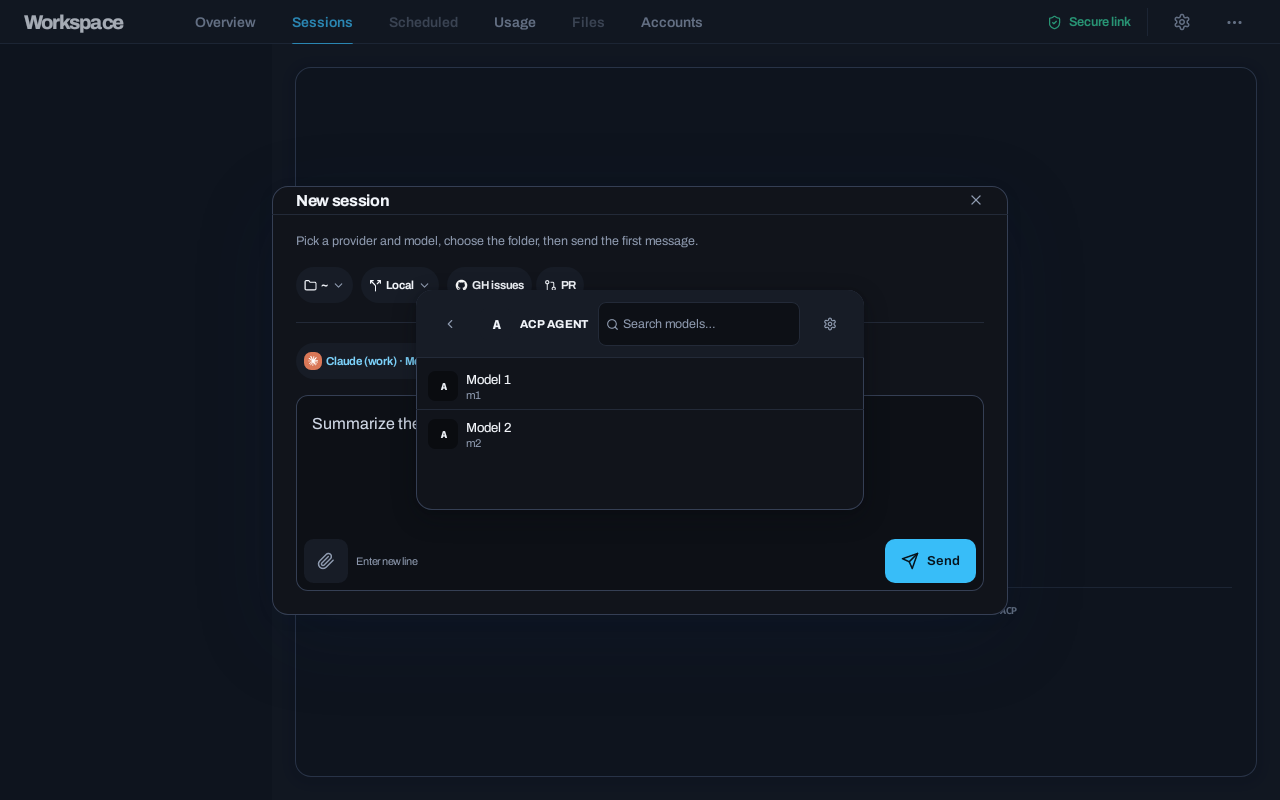 Workspace
Overview
Sessions
Scheduled
Usage
Files
Accounts
Secure link
New session
Pick a provider and model, choose the folder, then send the first message.
~
Local
GH issues
PR
A
ACP AGENT
Search models...
Claude (work) ·
A
Model 1
m1
Summarize the
A
Model 2
m2
Enter new line
Send
ACP